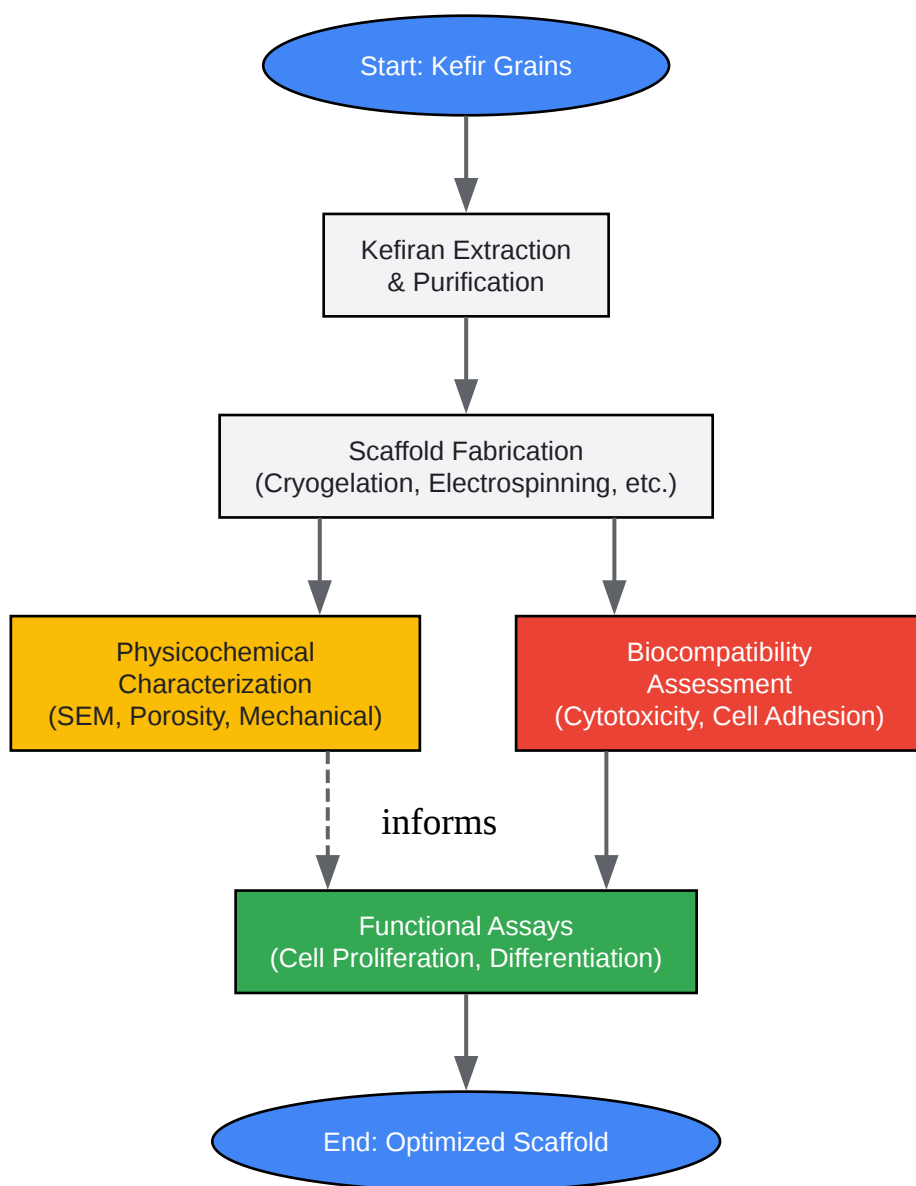 Start: Kefir Grains
Kefiran Extraction
& Purification
Scaffold Fabrication
(Cryogelation, Electrospinning, etc.)
Physicochemical
Characterization
(SEM, Porosity, Mechanical)
Biocompatibility
Assessment
(Cytotoxicity, Cell Adhesion)
informs
Functional Assays
(Cell Proliferation, Differentiation)
End: Optimized Scaffold